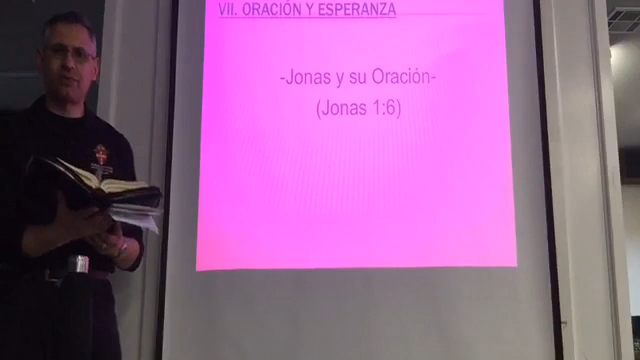 VII. ORACIÓN Y ESPERANZA
-Jonas y su Oración-
(Jonas 1:6)